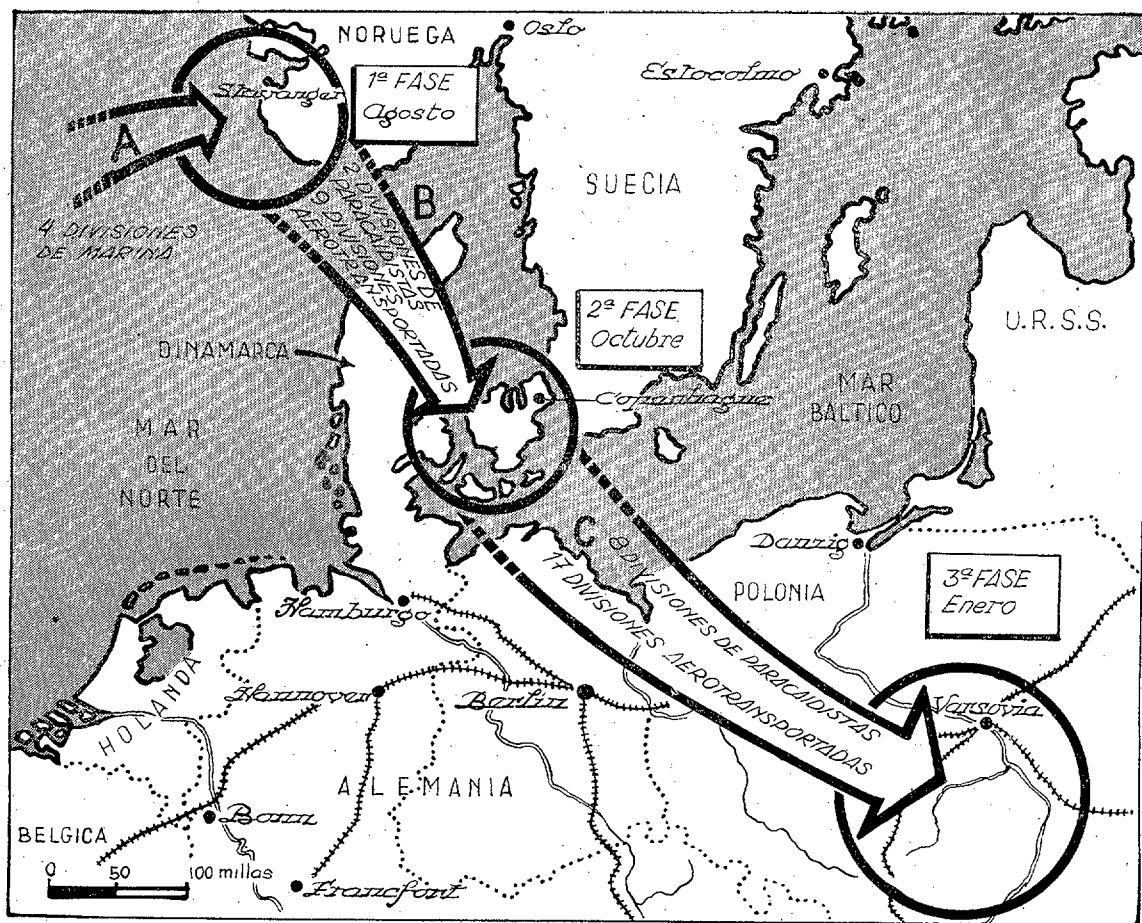 NORUEGA
Oslo
Stavanger
1ª FASE
Agosto
Estocolmo
A
4 DIVISIONES
DE MARINA
B
2 DIVISIONES DE
PARACAIDISTAS
9 DIVISIONES
AEROTRANSPORTADAS
SUECIA
2ª FASE
Octubre
U.R.S.S.
DINAMARCA
Copenhague
MAR
BALTICO
MAR
DEL
NORTE
C
8 DIVISIONES DE PARACAIDISTAS
17 DIVISIONES AEROTRANSPORTADAS
Danzig
POLONIA
3ª FASE
Enero
Hamburgo
HOLANDA
Hannover
Berlin
Varsovia
ALEMANIA
Bonn
BELGICA
0 50 100 millas
Francfort